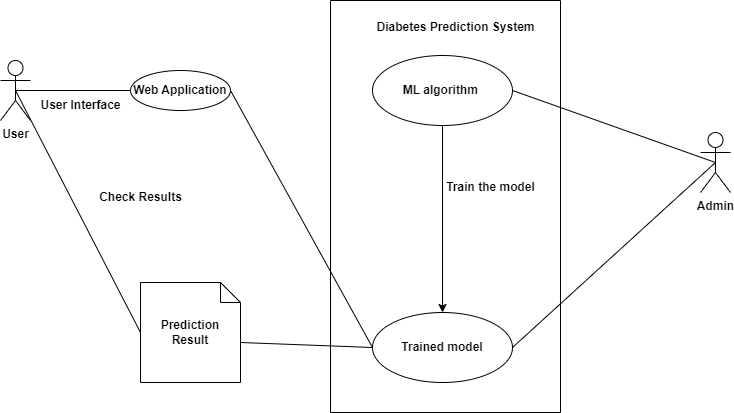 Diabetes Prediction System
Web Application
ML algorithm
User Interface
User
Train the model
Check Results
Admin
Prediction
Result
Trained model